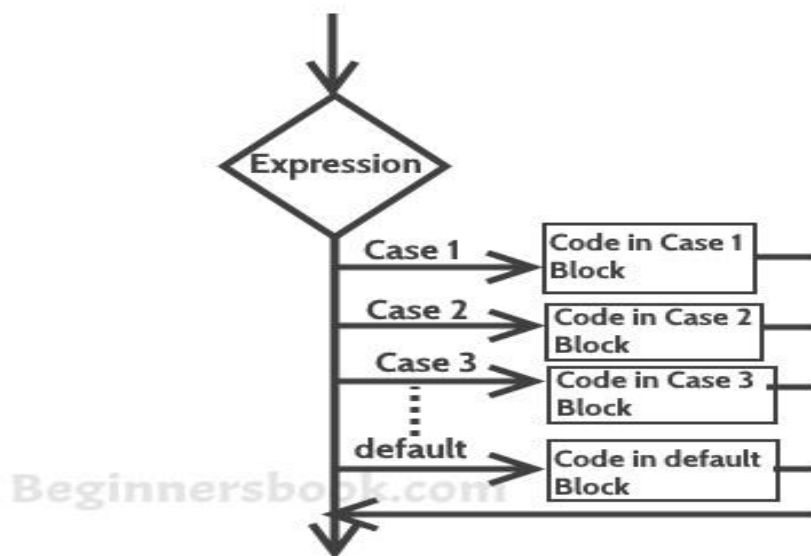 Expression
Case 1
Code in Case 1
Block
Case 2
Code in Case 2
Block
Case 3
Code in Case 3
Block
default
Code in default
Block
Beginnersbook.com